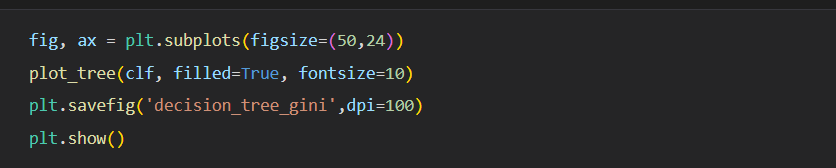 fig, ax = plt.subplots(figsize=(50,24))
plot_tree(clf, filled=True, fontsize=10)
plt.savefig('decision_tree_gini',dpi=100)
plt.show()